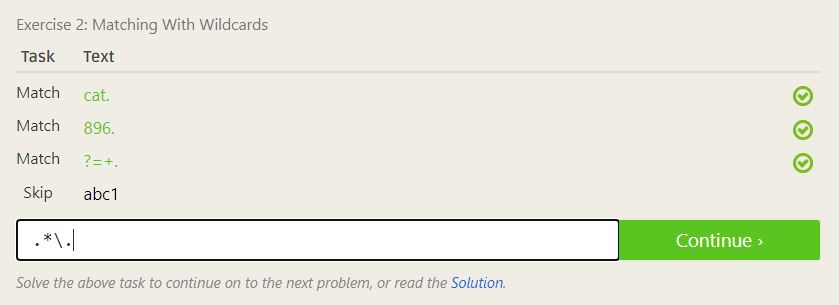 Exercise 2: Matching With Wildcards
Task Text
Match cat.
Match 896.
Match ?=+.
Skip abc1
.*\.
Continue ›
Solve the above task to continue on to the next problem, or read the Solution.